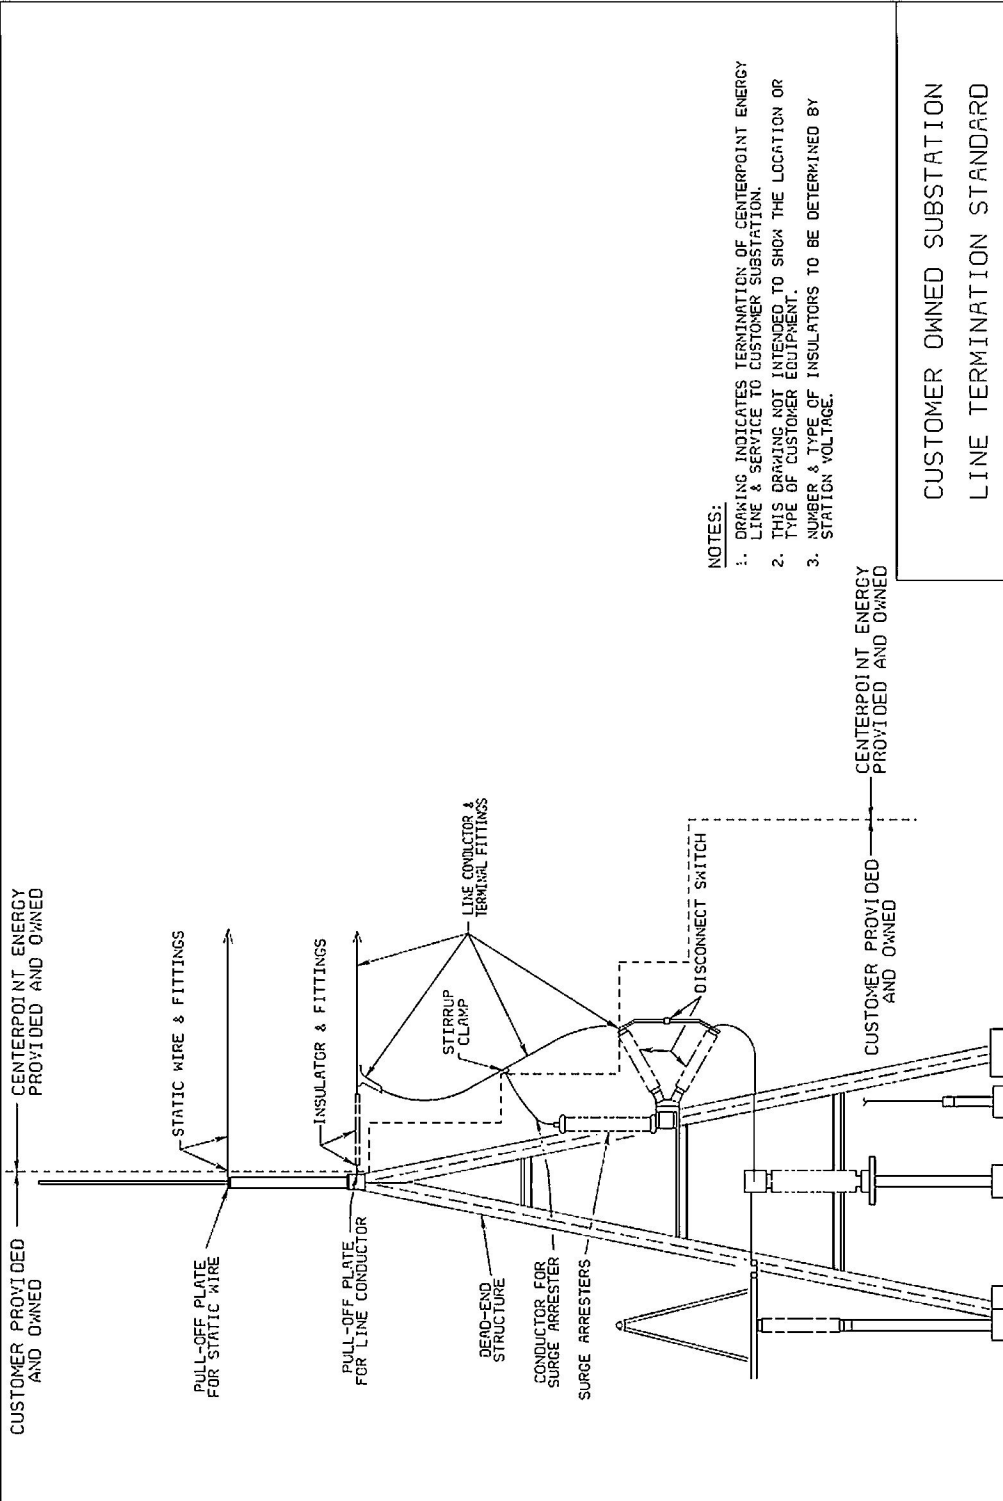 CUSTOMER PROVIDED
AND OWNED
CENTERPOINT ENERGY
PROVIDED AND OWNED
PULL-OFF PLATE
FOR STATIC WIRE
STATIC WIRE & FITTINGS
PULL-OFF PLATE
FOR LINE CONDUCTOR
INSULATOR & FITTINGS
LINE CONDUCTOR &
TERMINAL FITTINGS
STIRRUP
CLAMP
DEAD-END
STRUCTURE
CONDUCTOR FOR
SURGE ARRESTER
SURGE ARRESTERS
DISCONNECT SWITCH
CUSTOMER PROVIDED
AND OWNED
CENTERPOINT ENERGY
PROVIDED AND OWNED
NOTES:
1. DRAWING INDICATES TERMINATION OF CENTERPOINT ENERGY
LINE & SERVICE TO CUSTOMER SUBSTATION.
2. THIS DRAWING NOT INTENDED TO SHOW THE LOCATION OR
TYPE OF CUSTOMER EQUIPMENT.
3. NUMBER & TYPE OF INSULATORS TO BE DETERMINED BY
STATION VOLTAGE.
CUSTOMER OWNED SUBSTATION
LINE TERMINATION STANDARD